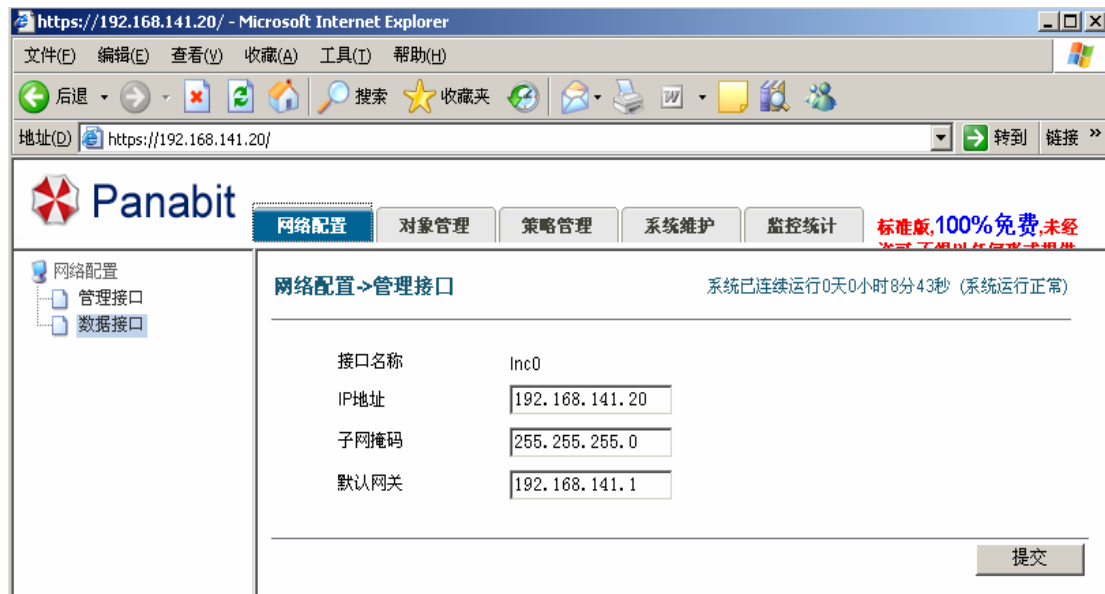 https://192.168.141.20/ - Microsoft Internet Explorer
文件(F) 编辑(E) 查看(V) 收藏(A) 工具(T) 帮助(H)
后退 搜索 收藏夹
地址(D) https://192.168.141.20/ 转到 链接 »
Panabit
网络配置 对象管理 策略管理 系统维护 监控统计 标准版,100%免费,未经
网络配置
管理接口
数据接口
网络配置->管理接口 系统已连续运行0天0小时8分43秒 (系统运行正常)
接口名称 lnc0
IP地址 192.168.141.20
子网掩码 255.255.255.0
默认网关 192.168.141.1
提交